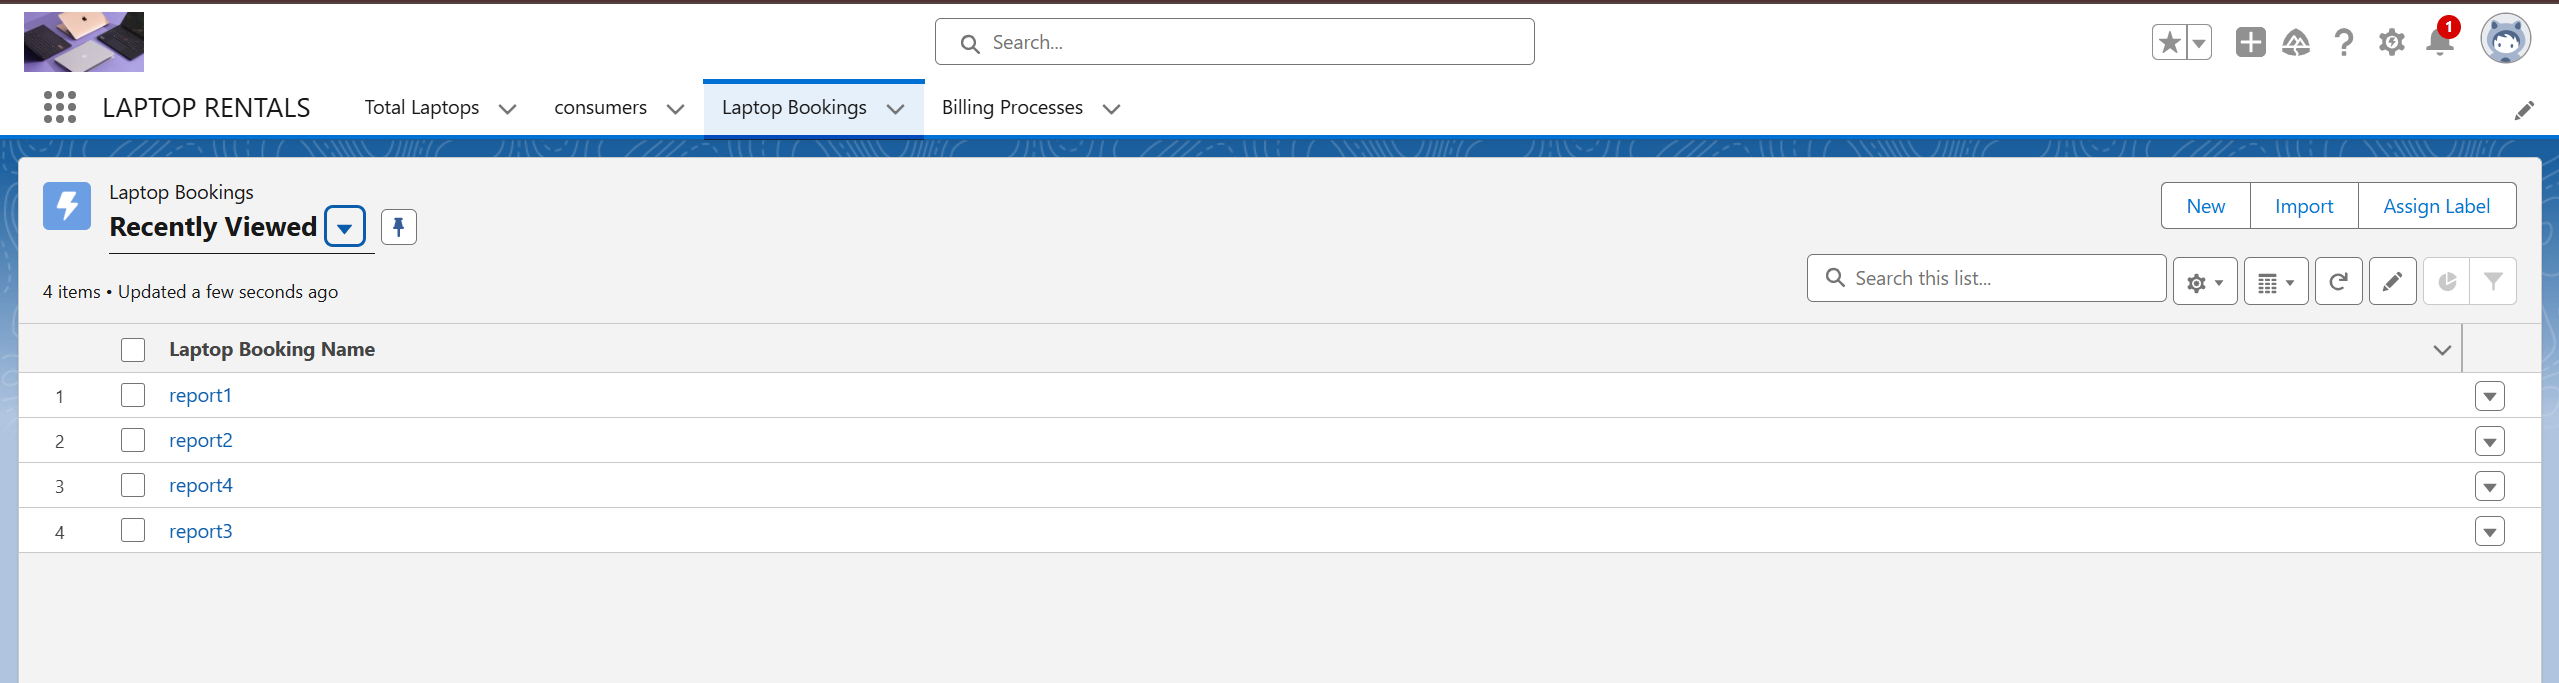 Search...
1
LAPTOP RENTALS
Total Laptops
consumers
Laptop Bookings
Billing Processes
Laptop Bookings
Recently Viewed
New
Import
Assign Label
4 items • Updated a few seconds ago
Search this list...
Laptop Booking Name
1 report1
2 report2
3 report4
4 report3